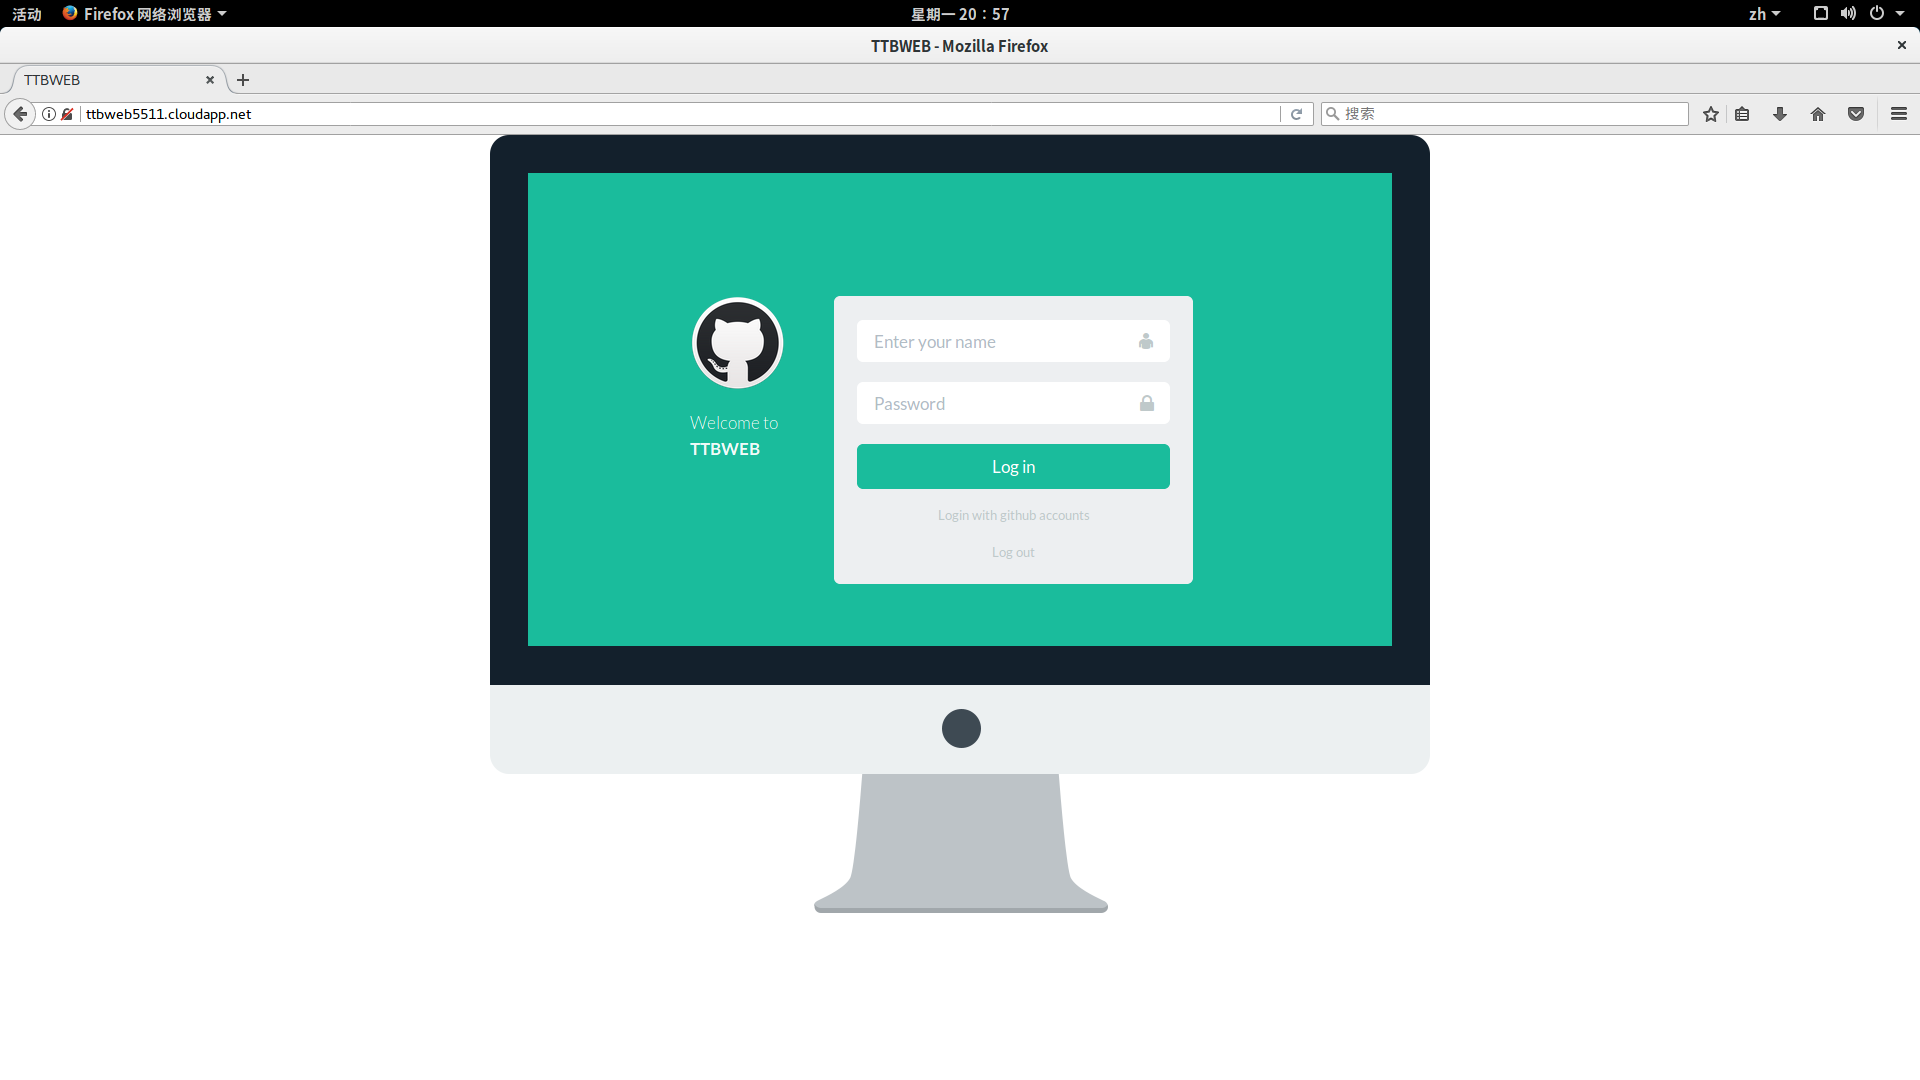 活动
Firefox 网络浏览器
星期一 20：57
zh
TTBWEB - Mozilla Firefox
TTBWEB
ttbweb5511.cloudapp.net
搜索
Enter your name
Password
Welcome to
TTBWEB
Log in
Login with github accounts
Log out